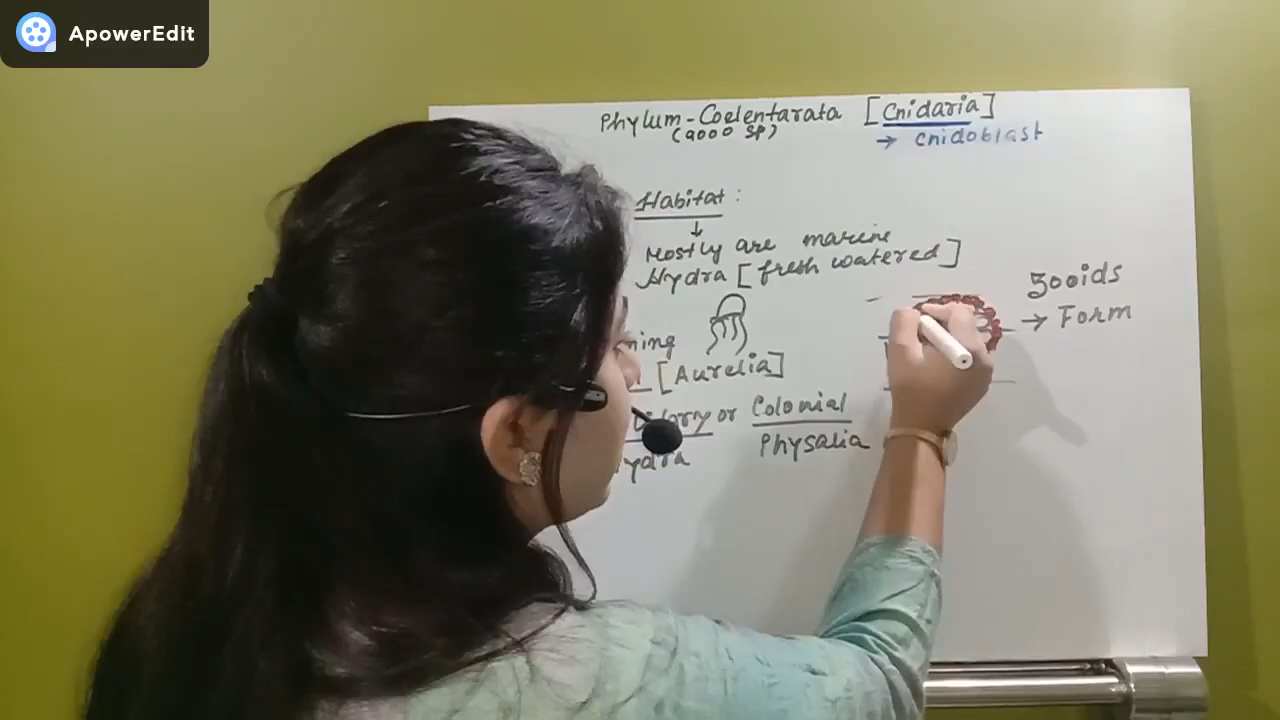 ApowerEdit
Phylum-Coelentarata [Cnidaria]
(9000 SP)
→ cnidoblast
Habitat:
↓
Mostly are marine
Hydra [fresh watered]
Zooids
→ Form
[Aurelia]
or Colonial
Physalia